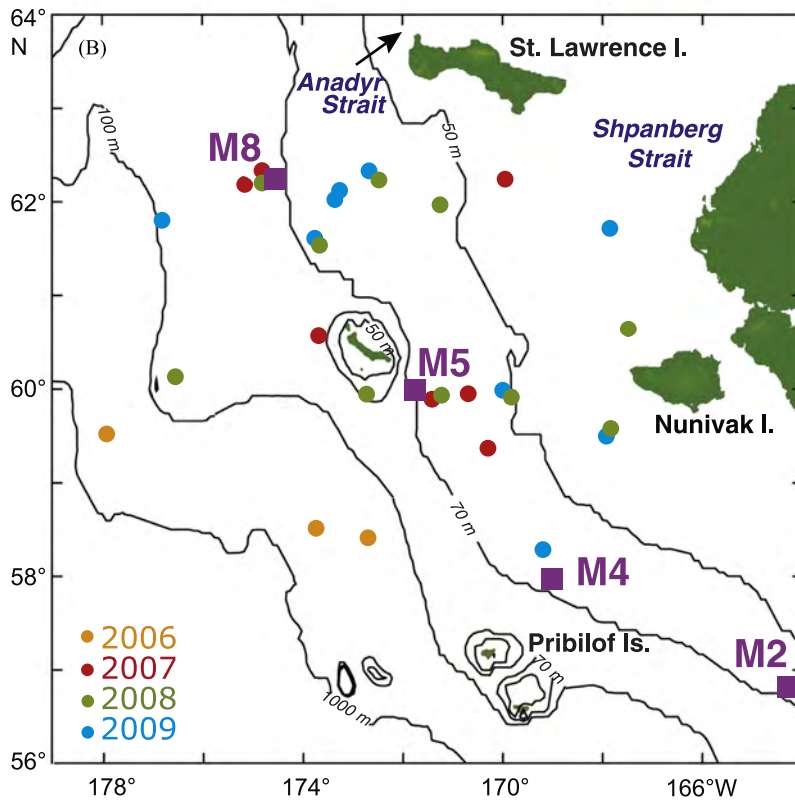 64°
N
(B)
St. Lawrence I.
Anadyr
Strait
100 m
50 m
Shpanberg
Strait
M8
62°
50 m
M5
60°
Nunivak I.
70 m
58°
M4
2006
2007
2008
2009
Pribilof Is.
70 m
M2
1000 m
56°
178°
174°
170°
166°W